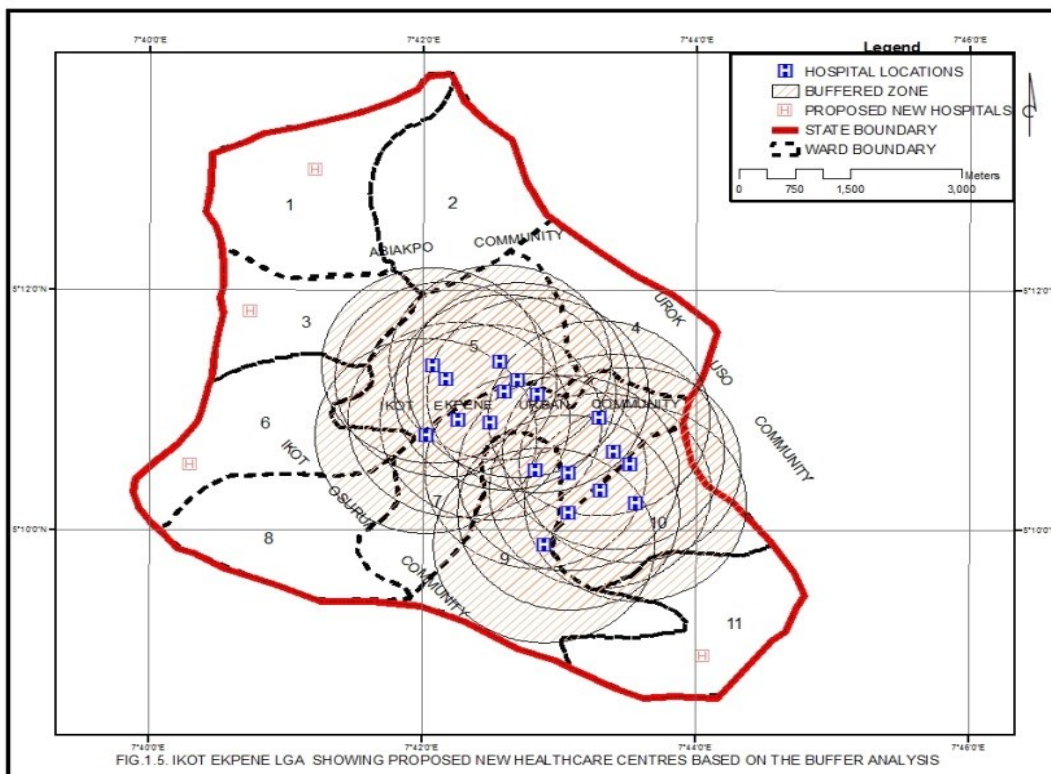 7°40'0"E 7°42'0"E 7°44'0"E 7°46'0"E
Legend
H HOSPITAL LOCATIONS
BUFFERED ZONE
H PROPOSED NEW HOSPITALS
STATE BOUNDARY
WARD BOUNDARY
Meters
0 750 1,500 3,000
1
2
ABIAKPO COMMUNITY
5°12'0"N 5°12'0"N
3
UROK
4
5
USO
IKOT EKPENE URBAN COMMUNITY
6
COMMUNITY
IKOT
OSURUA
7
10
5°10'0"N 5°10'0"N
8
9
COMMUNITY
11
7°40'0"E 7°42'0"E 7°44'0"E 7°46'0"E
FIG.1.5. IKOT EKPENE LGA SHOWING PROPOSED NEW HEALTHCARE CENTRES BASED ON THE BUFFER ANALYSIS